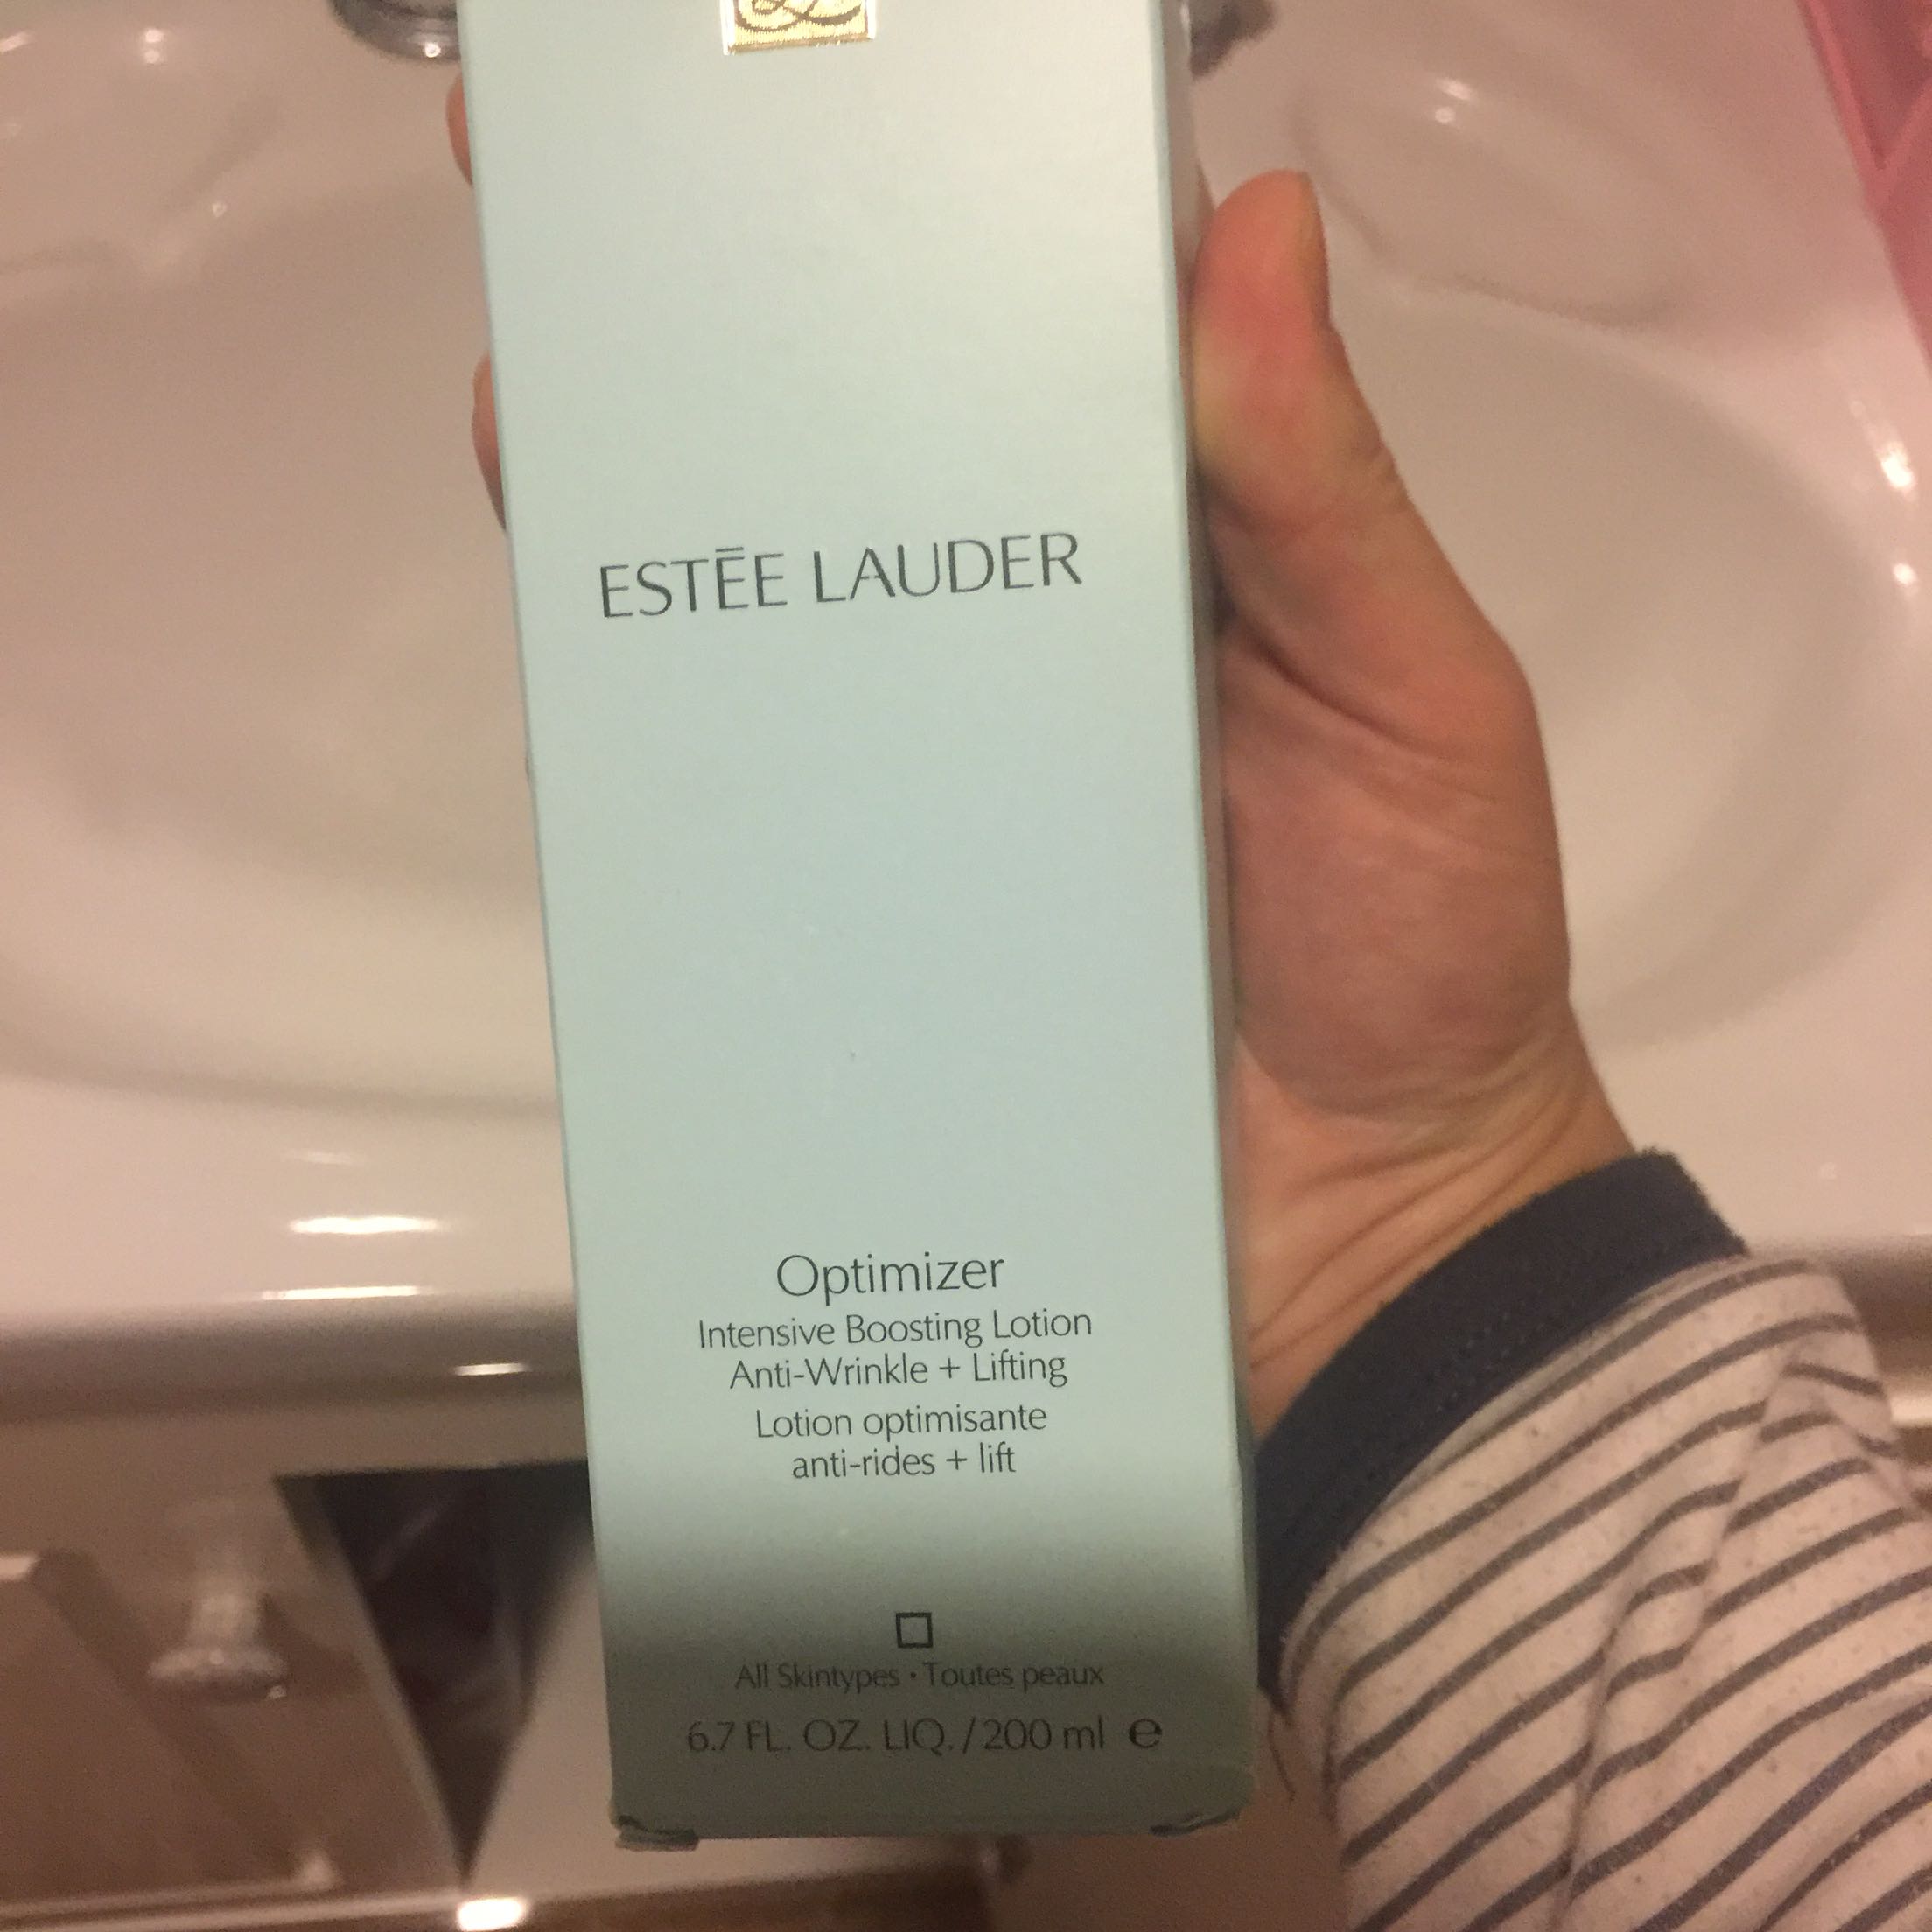 ESTĒE LAUDER
Optimizer
Intensive Boosting Lotion
Anti-Wrinkle + Lifting
Lotion optimisante
anti-rides + lift
All Skintypes • Toutes peaux
6.7 FL. OZ. LIQ. / 200 ml ℮